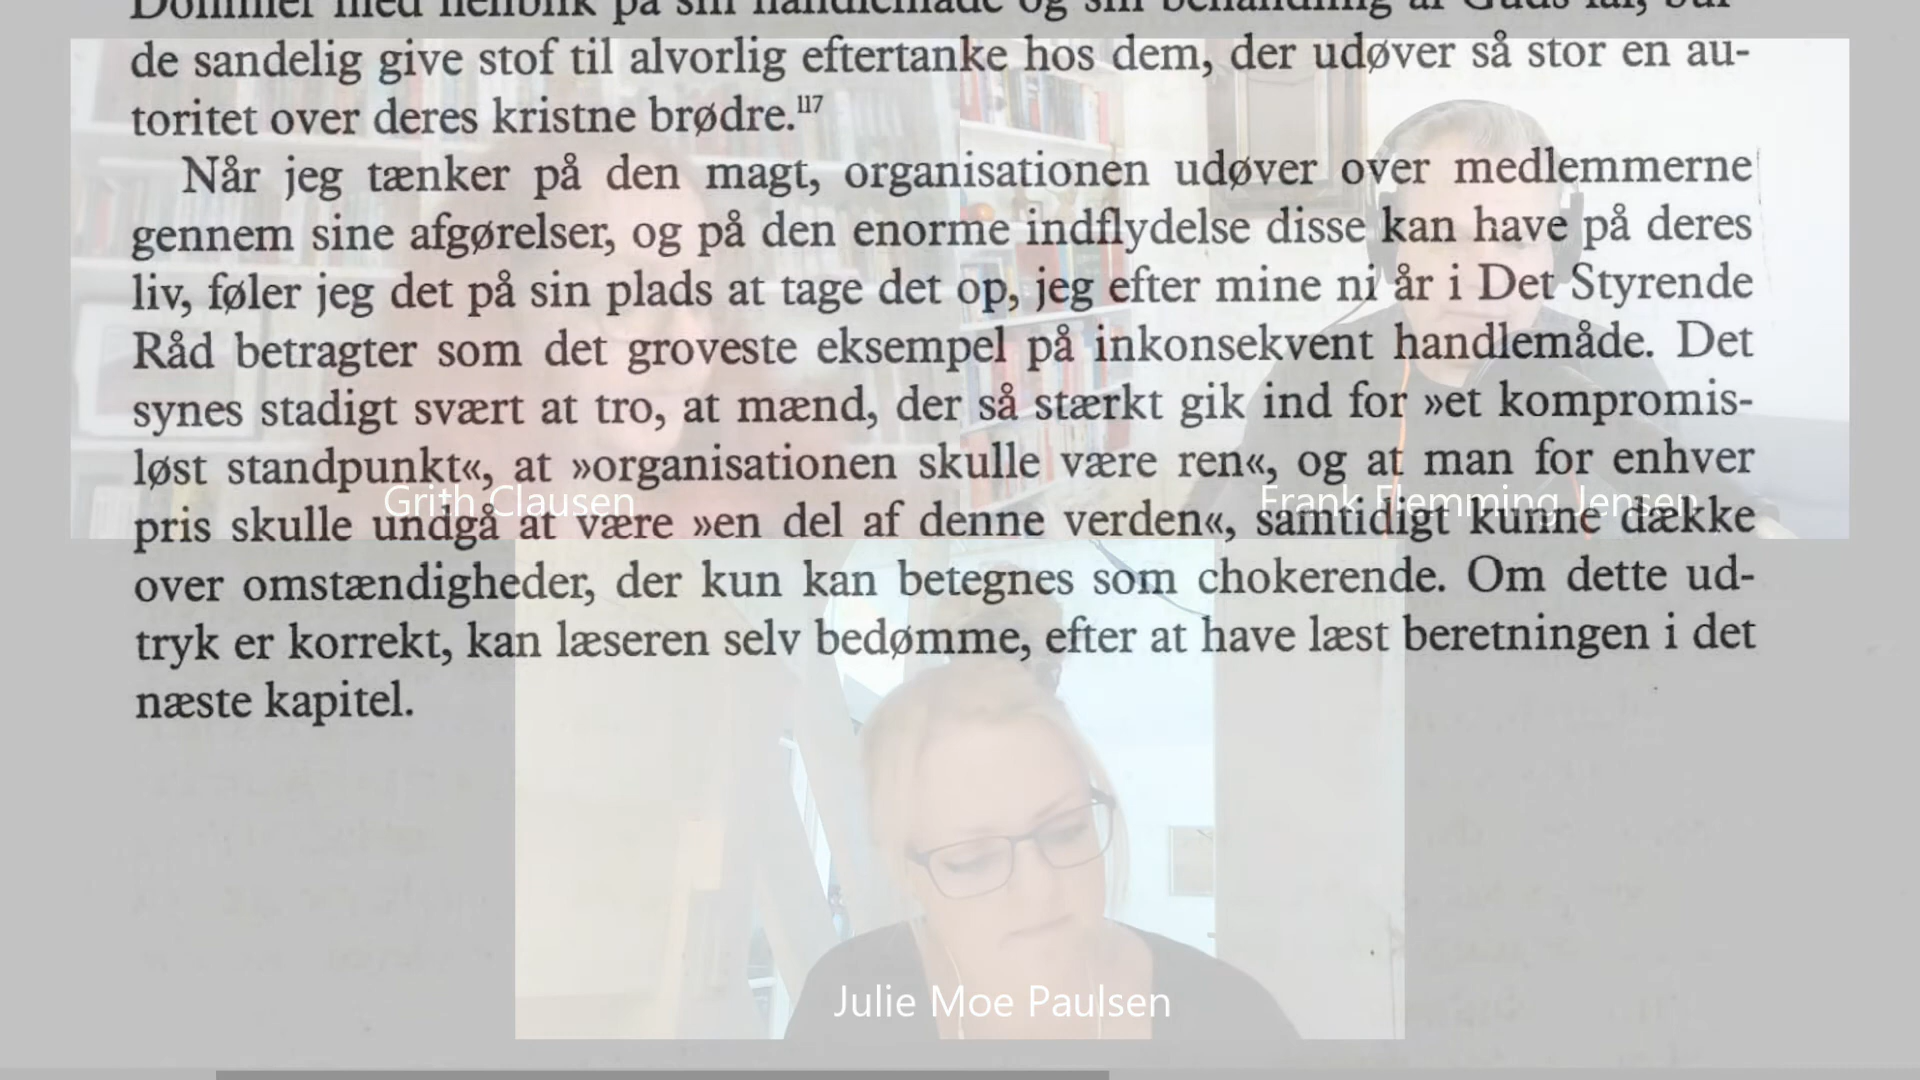 de sandelig give stof til alvorlig eftertanke hos dem, der udøver så stor en au-
toritet over deres kristne brødre.117
Når jeg tænker på den magt, organisationen udøver over medlemmerne
gennem sine afgørelser, og på den enorme indflydelse disse kan have på deres
liv, føler jeg det på sin plads at tage det op, jeg efter mine ni år i Det Styrende
Råd betragter som det groveste eksempel på inkonsekvent handlemåde. Det
synes stadigt svært at tro, at mænd, der så stærkt gik ind for »et kompromis-
løst standpunkt«, at »organisationen skulle være ren«, og at man for enhver
pris skulle undgå at være »en del af denne verden«, samtidigt kunne dække
over omstændigheder, der kun kan betegnes som chokerende. Om dette ud-
tryk er korrekt, kan læseren selv bedømme, efter at have læst beretningen i det
næste kapitel.
Grith Clausen
Frank Flemming Jensen
Julie Moe Paulsen